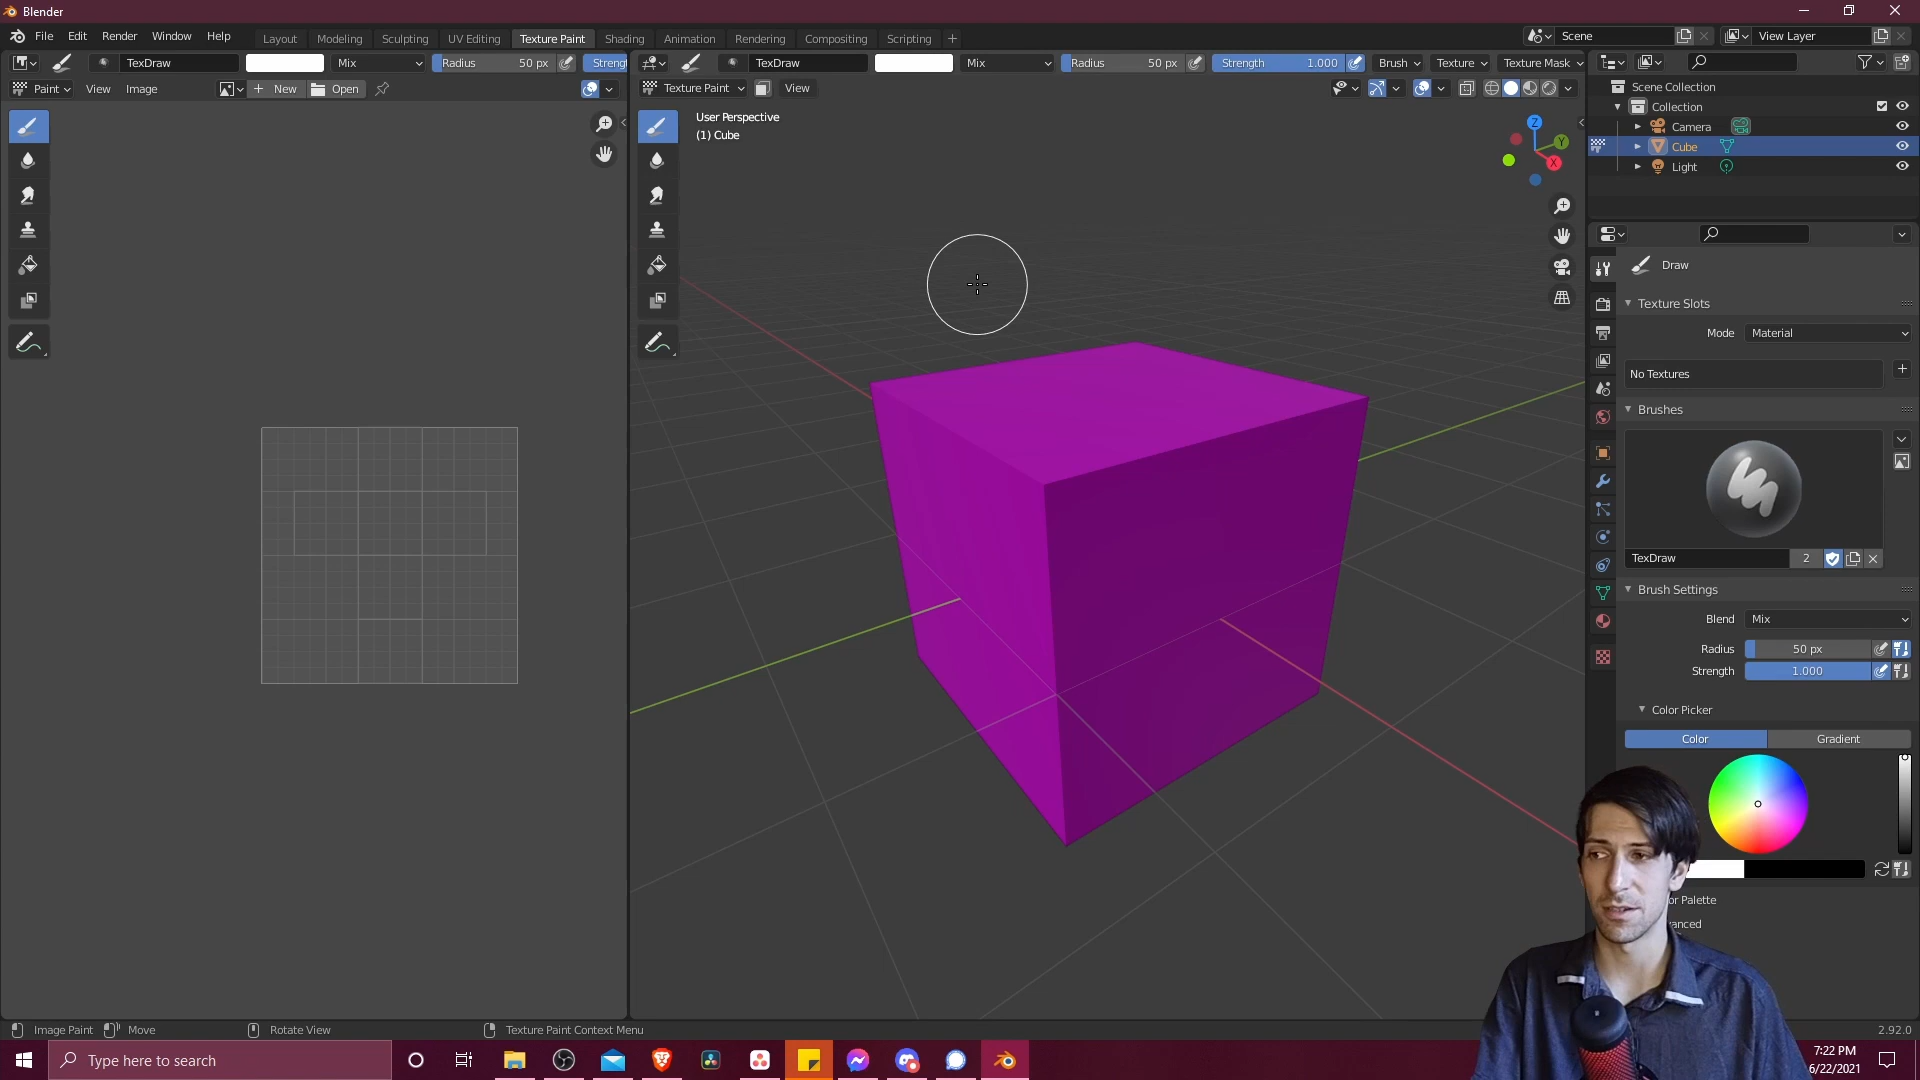 Blender
File Edit Render Window Help
Layout Modeling Sculpting UV Editing Texture Paint Shading Animation Rendering Compositing Scripting
Scene
View Layer
TexDraw Mix Radius 50 px
TexDraw Mix Radius 50 px Strength 1.000 Brush Texture Texture Mask
Paint View Image New Open
Texture Paint View
User Perspective
(1) Cube
Z
Y
X
Scene Collection
Collection
Camera
Cube
Light
Draw
Texture Slots
Mode Material
No Textures
Brushes
TexDraw 2
Brush Settings
Blend Mix
Radius 50 px
Strength 1.000
Color Picker
Color Gradient
Image Paint Move Rotate View Texture Paint Context Menu
2.92.0
Type here to search
7:22 PM
6/22/2021